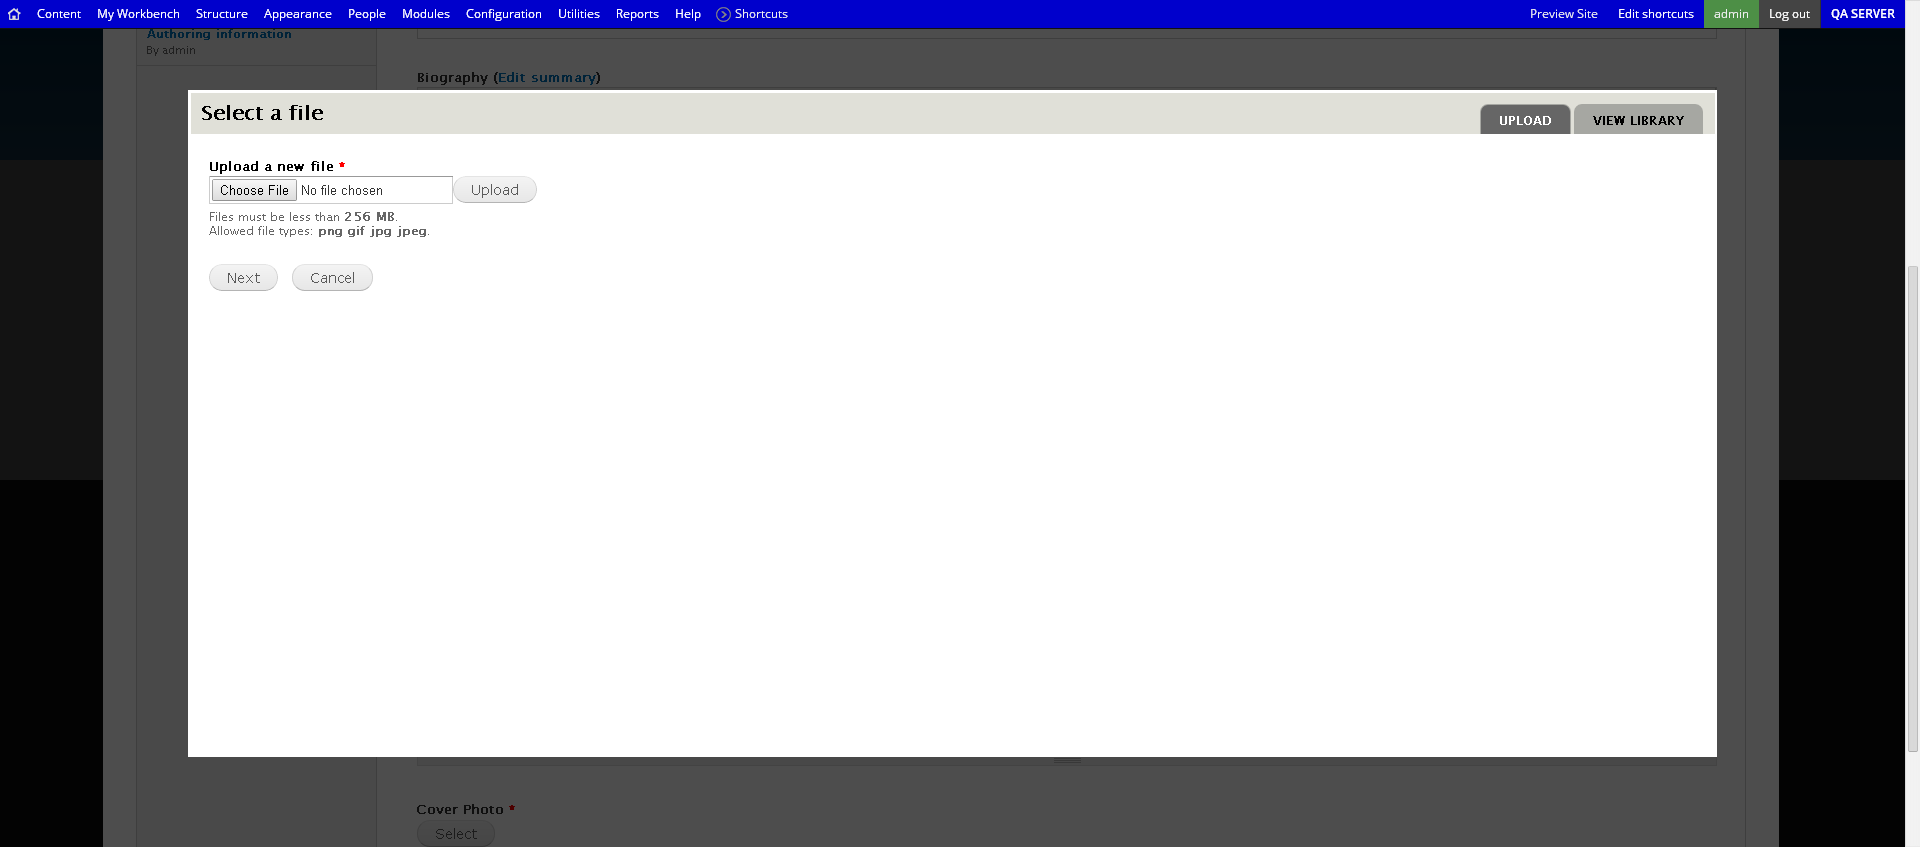 Content My Workbench Structure Appearance People Modules Configuration Utilities Reports Help Shortcuts Preview Site Edit shortcuts admin Log out QA SERVER
Authoring information
By admin
Biography (Edit summary)
Select a file
UPLOAD VIEW LIBRARY
Upload a new file *
Choose File No file chosen Upload
Files must be less than 256 MB.
Allowed file types: png gif jpg jpeg.
Next Cancel
Cover Photo *
Select